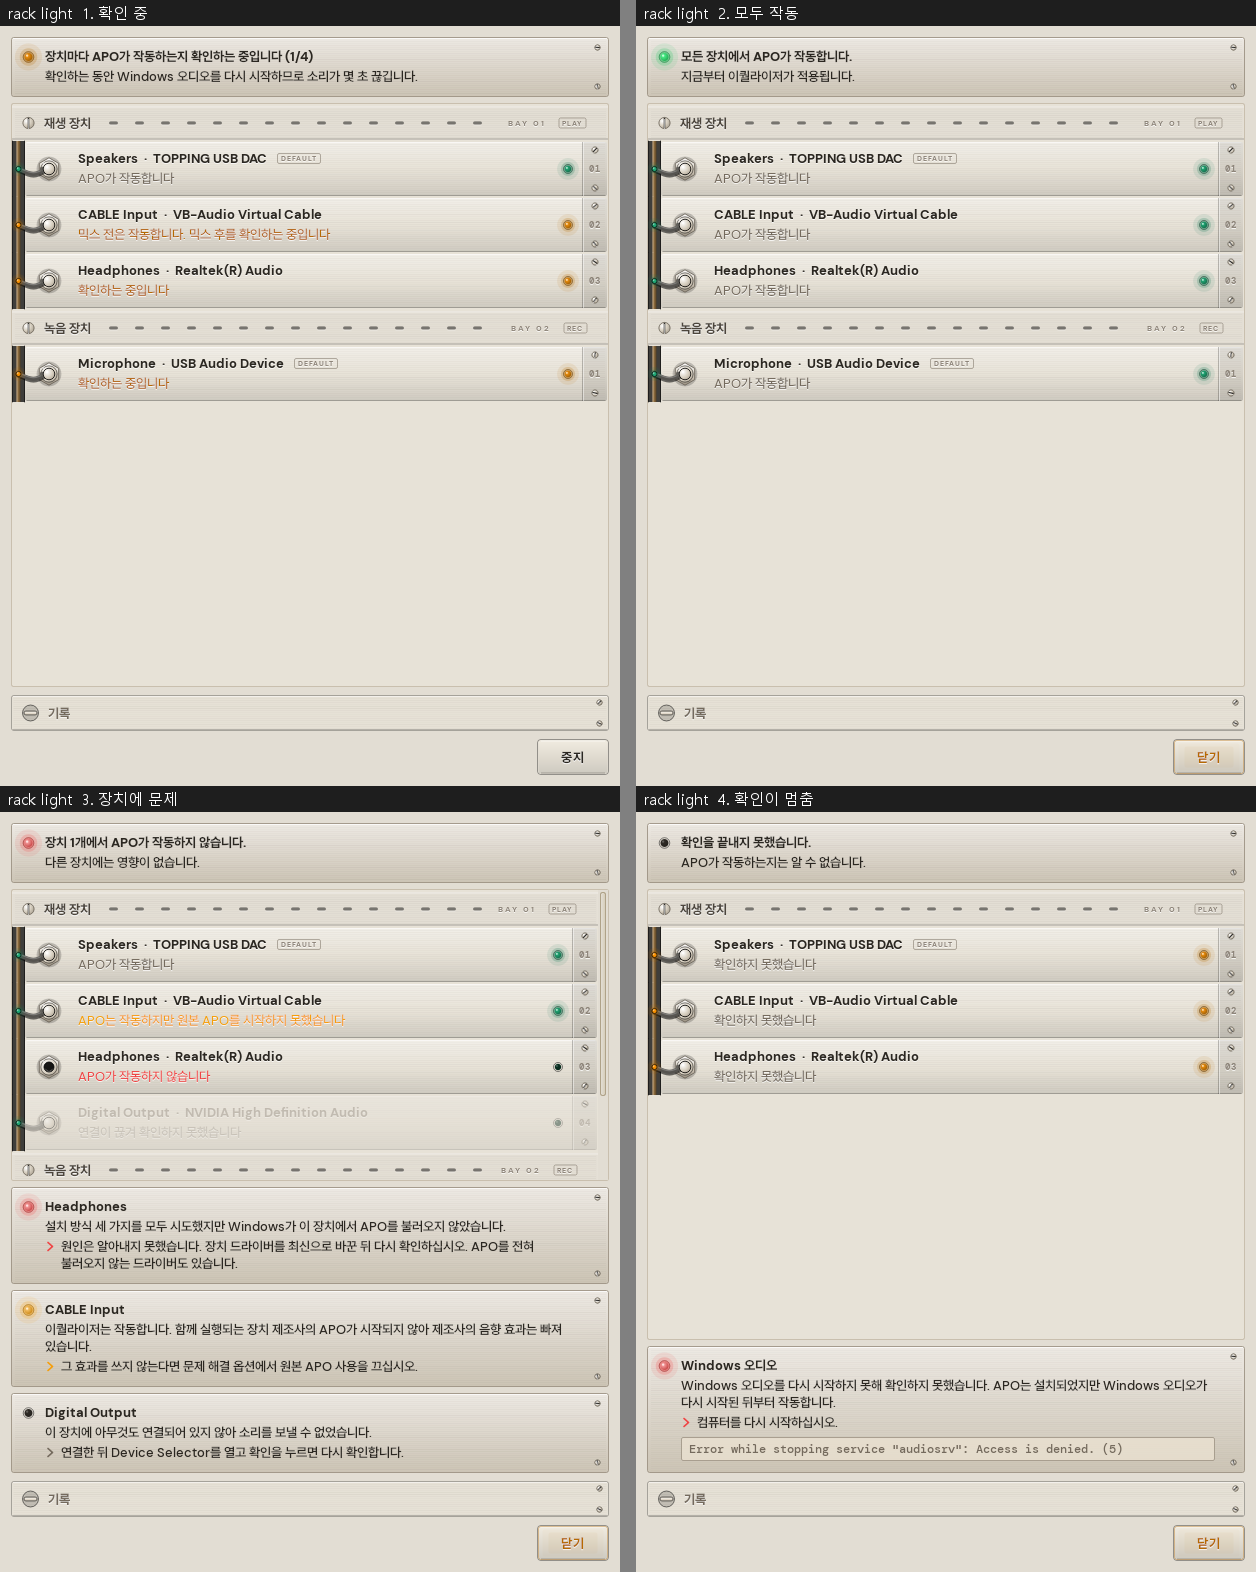 rack light 1. 확인 중
장치마다 APO가 작동하는지 확인하는 중입니다 (1/4)
확인하는 동안 Windows 오디오를 다시 시작하므로 소리가 몇 초 끊깁니다.
재생 장치 BAY 01 PLAY
Speakers · TOPPING USB DAC DEFAULT
APO가 작동합니다
01
CABLE Input · VB-Audio Virtual Cable
믹스 전은 작동합니다. 믹스 후를 확인하는 중입니다
02
Headphones · Realtek(R) Audio
확인하는 중입니다
03
녹음 장치 BAY 02 REC
Microphone · USB Audio Device DEFAULT
확인하는 중입니다
01
기록
중지
rack light 2. 모두 작동
모든 장치에서 APO가 작동합니다.
지금부터 이퀄라이저가 적용됩니다.
재생 장치 BAY 01 PLAY
Speakers · TOPPING USB DAC DEFAULT
APO가 작동합니다
01
CABLE Input · VB-Audio Virtual Cable
APO가 작동합니다
02
Headphones · Realtek(R) Audio
APO가 작동합니다
03
녹음 장치 BAY 02 REC
Microphone · USB Audio Device DEFAULT
APO가 작동합니다
01
기록
닫기
rack light 3. 장치에 문제
장치 1개에서 APO가 작동하지 않습니다.
다른 장치에는 영향이 없습니다.
재생 장치 BAY 01 PLAY
Speakers · TOPPING USB DAC DEFAULT
APO가 작동합니다
01
CABLE Input · VB-Audio Virtual Cable
APO는 작동하지만 원본 APO를 시작하지 못했습니다
02
Headphones · Realtek(R) Audio
APO가 작동하지 않습니다
03
Digital Output · NVIDIA High Definition Audio
연결이 끊겨 확인하지 못했습니다
04
녹음 장치 BAY 02 REC
Headphones
설치 방식 세 가지를 모두 시도했지만 Windows가 이 장치에서 APO를 불러오지 않았습니다.
원인은 알아내지 못했습니다. 장치 드라이버를 최신으로 바꾼 뒤 다시 확인하십시오. APO를 전혀
불러오지 않는 드라이버도 있습니다.
CABLE Input
이퀄라이저는 작동합니다. 함께 실행되는 장치 제조사의 APO가 시작되지 않아 제조사의 음향 효과는 빠져
있습니다.
그 효과를 쓰지 않는다면 문제 해결 옵션에서 원본 APO 사용을 끄십시오.
Digital Output
이 장치에 아무것도 연결되어 있지 않아 소리를 보낼 수 없었습니다.
연결한 뒤 Device Selector를 열고 확인을 누르면 다시 확인합니다.
기록
닫기
rack light 4. 확인이 멈춤
확인을 끝내지 못했습니다.
APO가 작동하는지는 알 수 없습니다.
재생 장치 BAY 01 PLAY
Speakers · TOPPING USB DAC DEFAULT
확인하지 못했습니다
01
CABLE Input · VB-Audio Virtual Cable
확인하지 못했습니다
02
Headphones · Realtek(R) Audio
확인하지 못했습니다
03
Windows 오디오
Windows 오디오를 다시 시작하지 못해 확인하지 못했습니다. APO는 설치되었지만 Windows 오디오가
다시 시작된 뒤부터 작동합니다.
컴퓨터를 다시 시작하십시오.
Error while stopping service "audiosrv": Access is denied. (5)
기록
닫기